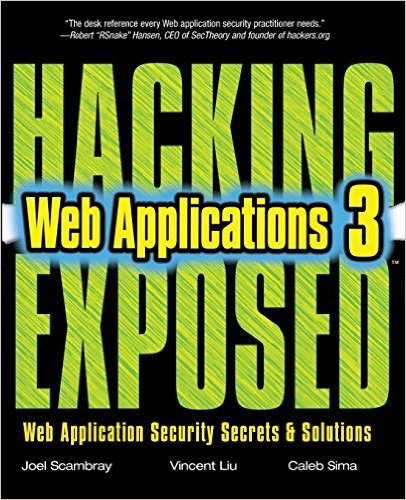 "The desk reference every Web application security practitioner needs."
—Robert "RSnake" Hansen, CEO of SecTheory and founder of hackers.org
HACKING
Web Applications 3
EXPOSED™
Web Application Security Secrets & Solutions
Joel Scambray Vincent Liu Caleb Sima